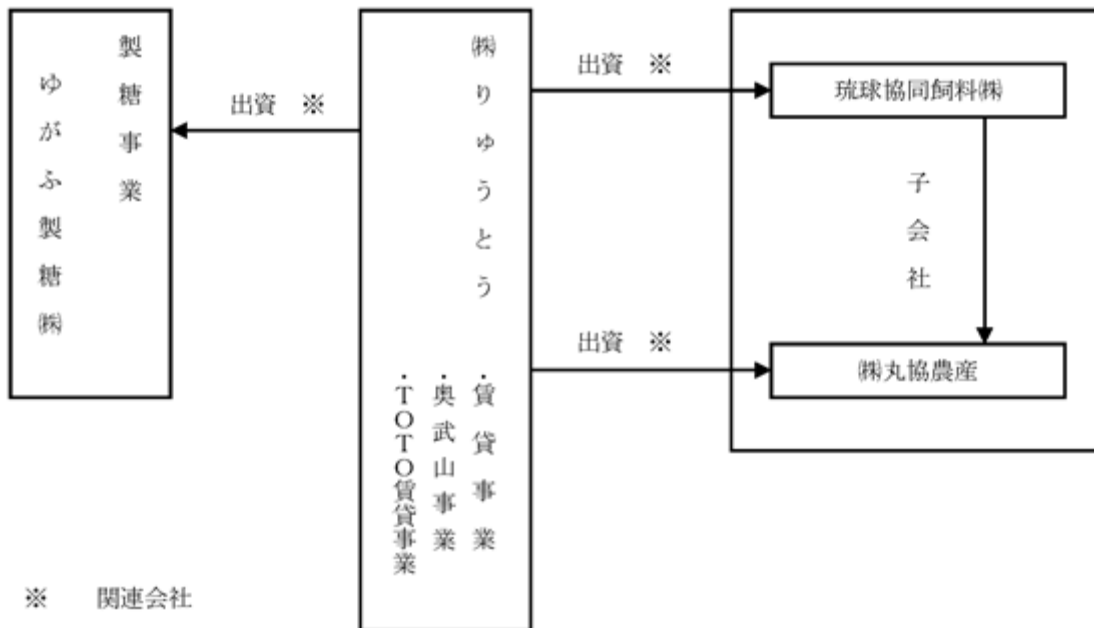 製糖事業
ゆがふ製糖㈱
出資　※
㈱りゅうとう
・賃貸事業
・奥武山事業
・TOTO賃貸事業
出資　※
琉球協同飼料㈱
子会社
出資　※
㈱丸協農産
※　関連会社